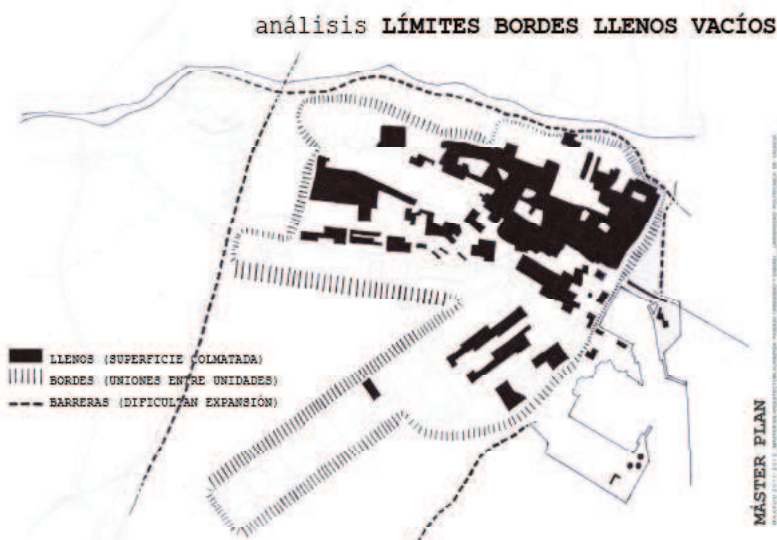 análisis LÍMITES BORDES LLENOS VACÍOS
LLENOS (SUPERFICIE COLMATADA)
BORDES (UNIONES ENTRE UNIDADES)
BARRERAS (DIFICULTAN EXPANSIÓN)
MÁSTER PLAN